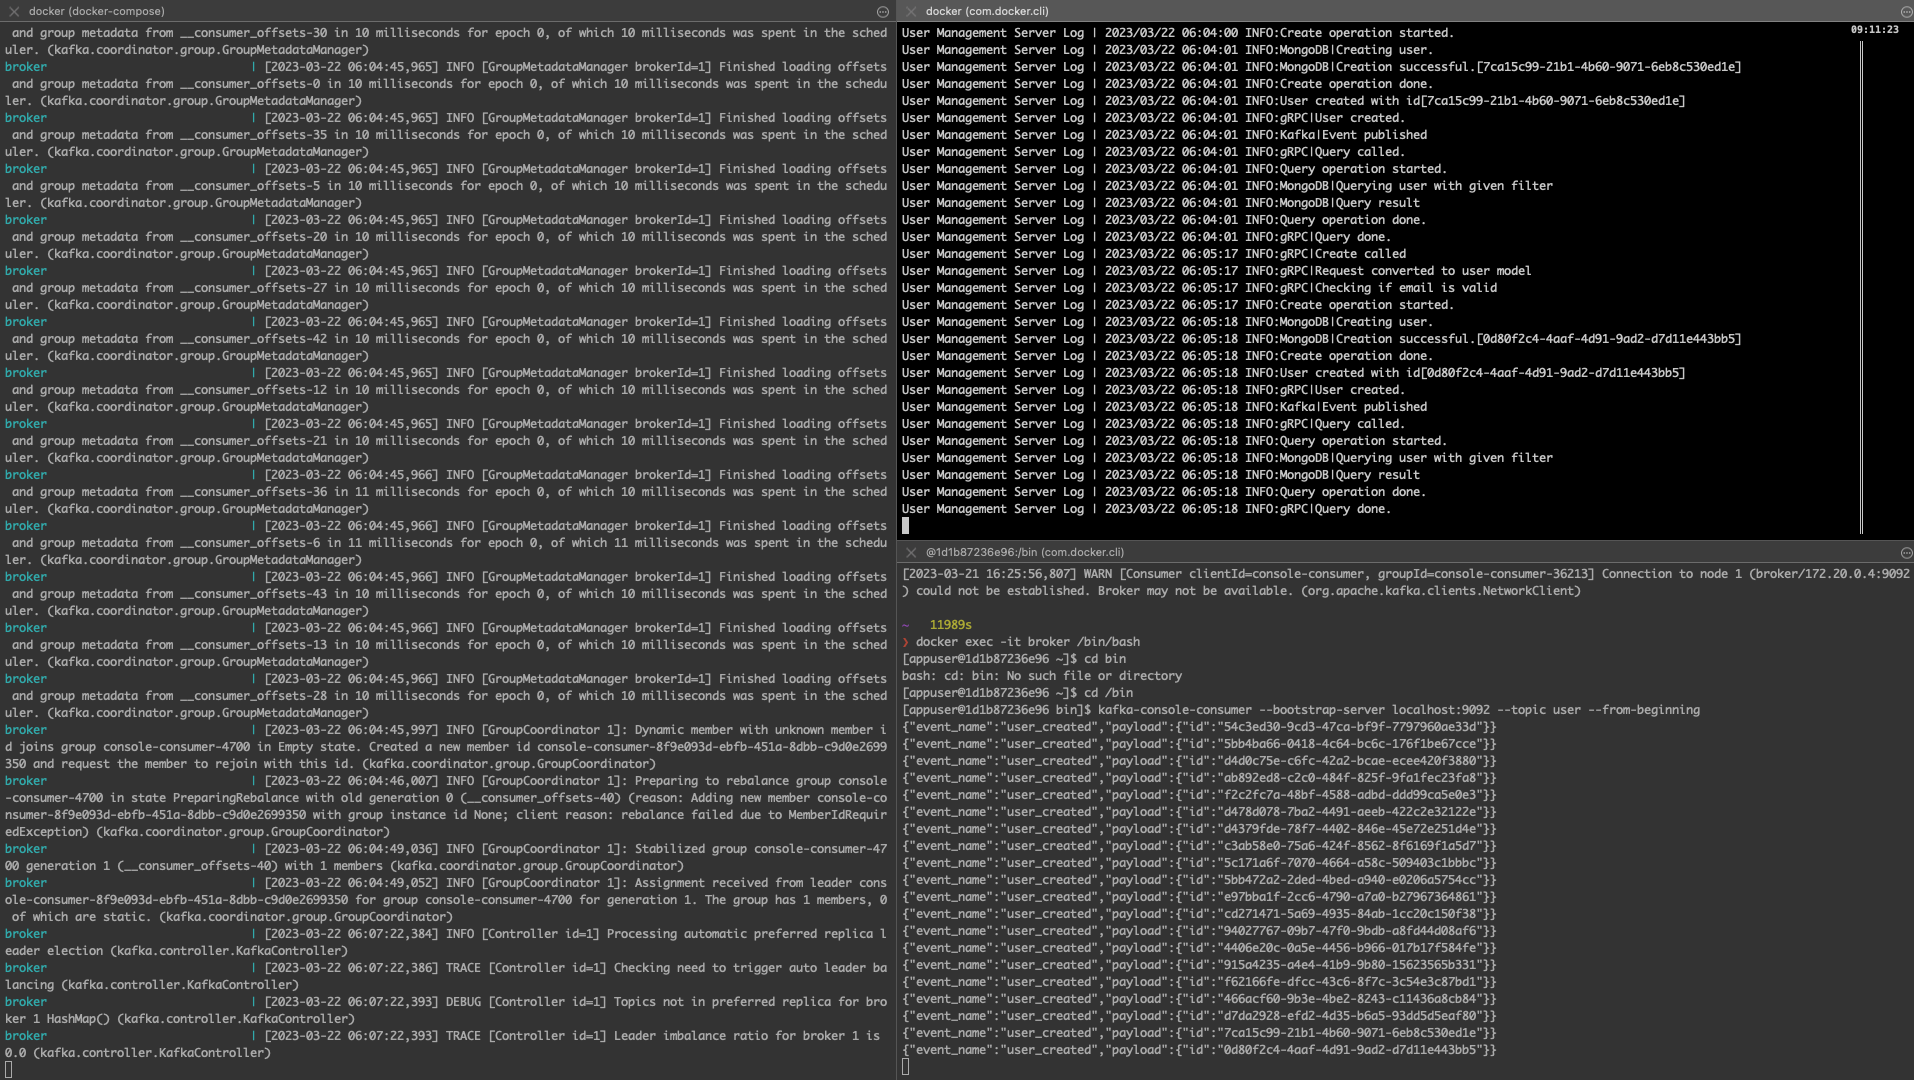 docker (docker-compose)
 and group metadata from __consumer_offsets-30 in 10 milliseconds for epoch 0, of which 10 milliseconds was spent in the sched
uler. (kafka.coordinator.group.GroupMetadataManager)
broker                   | [2023-03-22 06:04:45,965] INFO [GroupMetadataManager brokerId=1] Finished loading offsets
 and group metadata from __consumer_offsets-0 in 10 milliseconds for epoch 0, of which 10 milliseconds was spent in the schedu
ler. (kafka.coordinator.group.GroupMetadataManager)
broker                   | [2023-03-22 06:04:45,965] INFO [GroupMetadataManager brokerId=1] Finished loading offsets
 and group metadata from __consumer_offsets-35 in 10 milliseconds for epoch 0, of which 10 milliseconds was spent in the sched
uler. (kafka.coordinator.group.GroupMetadataManager)
broker                   | [2023-03-22 06:04:45,965] INFO [GroupMetadataManager brokerId=1] Finished loading offsets
 and group metadata from __consumer_offsets-5 in 10 milliseconds for epoch 0, of which 10 milliseconds was spent in the schedu
ler. (kafka.coordinator.group.GroupMetadataManager)
broker                   | [2023-03-22 06:04:45,965] INFO [GroupMetadataManager brokerId=1] Finished loading offsets
 and group metadata from __consumer_offsets-20 in 10 milliseconds for epoch 0, of which 10 milliseconds was spent in the sched
uler. (kafka.coordinator.group.GroupMetadataManager)
broker                   | [2023-03-22 06:04:45,965] INFO [GroupMetadataManager brokerId=1] Finished loading offsets
 and group metadata from __consumer_offsets-27 in 10 milliseconds for epoch 0, of which 10 milliseconds was spent in the sched
uler. (kafka.coordinator.group.GroupMetadataManager)
broker                   | [2023-03-22 06:04:45,965] INFO [GroupMetadataManager brokerId=1] Finished loading offsets
 and group metadata from __consumer_offsets-42 in 10 milliseconds for epoch 0, of which 10 milliseconds was spent in the sched
uler. (kafka.coordinator.group.GroupMetadataManager)
broker                   | [2023-03-22 06:04:45,965] INFO [GroupMetadataManager brokerId=1] Finished loading offsets
 and group metadata from __consumer_offsets-12 in 10 milliseconds for epoch 0, of which 10 milliseconds was spent in the sched
uler. (kafka.coordinator.group.GroupMetadataManager)
broker                   | [2023-03-22 06:04:45,965] INFO [GroupMetadataManager brokerId=1] Finished loading offsets
 and group metadata from __consumer_offsets-21 in 10 milliseconds for epoch 0, of which 10 milliseconds was spent in the sched
uler. (kafka.coordinator.group.GroupMetadataManager)
broker                   | [2023-03-22 06:04:45,966] INFO [GroupMetadataManager brokerId=1] Finished loading offsets
 and group metadata from __consumer_offsets-36 in 11 milliseconds for epoch 0, of which 10 milliseconds was spent in the sched
uler. (kafka.coordinator.group.GroupMetadataManager)
broker                   | [2023-03-22 06:04:45,966] INFO [GroupMetadataManager brokerId=1] Finished loading offsets
 and group metadata from __consumer_offsets-6 in 11 milliseconds for epoch 0, of which 11 milliseconds was spent in the schedu
ler. (kafka.coordinator.group.GroupMetadataManager)
broker                   | [2023-03-22 06:04:45,966] INFO [GroupMetadataManager brokerId=1] Finished loading offsets
 and group metadata from __consumer_offsets-43 in 10 milliseconds for epoch 0, of which 10 milliseconds was spent in the sched
uler. (kafka.coordinator.group.GroupMetadataManager)
broker                   | [2023-03-22 06:04:45,966] INFO [GroupMetadataManager brokerId=1] Finished loading offsets
 and group metadata from __consumer_offsets-13 in 10 milliseconds for epoch 0, of which 10 milliseconds was spent in the sched
uler. (kafka.coordinator.group.GroupMetadataManager)
broker                   | [2023-03-22 06:04:45,966] INFO [GroupMetadataManager brokerId=1] Finished loading offsets
 and group metadata from __consumer_offsets-28 in 10 milliseconds for epoch 0, of which 10 milliseconds was spent in the sched
uler. (kafka.coordinator.group.GroupMetadataManager)
broker                   | [2023-03-22 06:04:45,997] INFO [GroupCoordinator 1]: Dynamic member with unknown member i
d joins group console-consumer-4700 in Empty state. Created a new member id console-consumer-8f9e093d-ebfb-451a-8dbb-c9d0e2699
350 and request the member to rejoin with this id. (kafka.coordinator.group.GroupCoordinator)
broker                   | [2023-03-22 06:04:46,007] INFO [GroupCoordinator 1]: Preparing to rebalance group console
-consumer-4700 in state PreparingRebalance with old generation 0 (__consumer_offsets-40) (reason: Adding new member console-co
nsumer-8f9e093d-ebfb-451a-8dbb-c9d0e2699350 with group instance id None; client reason: rebalance failed due to MemberIdRequir
edException) (kafka.coordinator.group.GroupCoordinator)
broker                   | [2023-03-22 06:04:49,036] INFO [GroupCoordinator 1]: Stabilized group console-consumer-47
00 generation 1 (__consumer_offsets-40) with 1 members (kafka.coordinator.group.GroupCoordinator)
broker                   | [2023-03-22 06:04:49,052] INFO [GroupCoordinator 1]: Assignment received from leader cons
ole-consumer-8f9e093d-ebfb-451a-8dbb-c9d0e2699350 for group console-consumer-4700 for generation 1. The group has 1 members, 0
 of which are static. (kafka.coordinator.group.GroupCoordinator)
broker                   | [2023-03-22 06:07:22,384] INFO [Controller id=1] Processing automatic preferred replica l
eader election (kafka.controller.KafkaController)
broker                   | [2023-03-22 06:07:22,386] TRACE [Controller id=1] Checking need to trigger auto leader ba
lancing (kafka.controller.KafkaController)
broker                   | [2023-03-22 06:07:22,393] DEBUG [Controller id=1] Topics not in preferred replica for bro
ker 1 HashMap() (kafka.controller.KafkaController)
broker                   | [2023-03-22 06:07:22,393] TRACE [Controller id=1] Leader imbalance ratio for broker 1 is
0.0 (kafka.controller.KafkaController)
docker (com.docker.cli)
09:11:23
User Management Server Log | 2023/03/22 06:04:00 INFO:Create operation started.
User Management Server Log | 2023/03/22 06:04:01 INFO:MongoDB|Creating user.
User Management Server Log | 2023/03/22 06:04:01 INFO:MongoDB|Creation successful.[7ca15c99-21b1-4b60-9071-6eb8c530ed1e]
User Management Server Log | 2023/03/22 06:04:01 INFO:Create operation done.
User Management Server Log | 2023/03/22 06:04:01 INFO:User created with id[7ca15c99-21b1-4b60-9071-6eb8c530ed1e]
User Management Server Log | 2023/03/22 06:04:01 INFO:gRPC|User created.
User Management Server Log | 2023/03/22 06:04:01 INFO:Kafka|Event published
User Management Server Log | 2023/03/22 06:04:01 INFO:gRPC|Query called.
User Management Server Log | 2023/03/22 06:04:01 INFO:Query operation started.
User Management Server Log | 2023/03/22 06:04:01 INFO:MongoDB|Querying user with given filter
User Management Server Log | 2023/03/22 06:04:01 INFO:MongoDB|Query result
User Management Server Log | 2023/03/22 06:04:01 INFO:Query operation done.
User Management Server Log | 2023/03/22 06:04:01 INFO:gRPC|Query done.
User Management Server Log | 2023/03/22 06:05:17 INFO:gRPC|Create called
User Management Server Log | 2023/03/22 06:05:17 INFO:gRPC|Request converted to user model
User Management Server Log | 2023/03/22 06:05:17 INFO:gRPC|Checking if email is valid
User Management Server Log | 2023/03/22 06:05:17 INFO:Create operation started.
User Management Server Log | 2023/03/22 06:05:18 INFO:MongoDB|Creating user.
User Management Server Log | 2023/03/22 06:05:18 INFO:MongoDB|Creation successful.[0d80f2c4-4aaf-4d91-9ad2-d7d11e443bb5]
User Management Server Log | 2023/03/22 06:05:18 INFO:Create operation done.
User Management Server Log | 2023/03/22 06:05:18 INFO:User created with id[0d80f2c4-4aaf-4d91-9ad2-d7d11e443bb5]
User Management Server Log | 2023/03/22 06:05:18 INFO:gRPC|User created.
User Management Server Log | 2023/03/22 06:05:18 INFO:Kafka|Event published
User Management Server Log | 2023/03/22 06:05:18 INFO:gRPC|Query called.
User Management Server Log | 2023/03/22 06:05:18 INFO:Query operation started.
User Management Server Log | 2023/03/22 06:05:18 INFO:MongoDB|Querying user with given filter
User Management Server Log | 2023/03/22 06:05:18 INFO:MongoDB|Query result
User Management Server Log | 2023/03/22 06:05:18 INFO:Query operation done.
User Management Server Log | 2023/03/22 06:05:18 INFO:gRPC|Query done.
@1d1b87236e96:/bin (com.docker.cli)
[2023-03-21 16:25:56,807] WARN [Consumer clientId=console-consumer, groupId=console-consumer-36213] Connection to node 1 (broker/172.20.0.4:9092
) could not be established. Broker may not be available. (org.apache.kafka.clients.NetworkClient)
~  11989s
❯ docker exec -it broker /bin/bash
[appuser@1d1b87236e96 ~]$ cd bin
bash: cd: bin: No such file or directory
[appuser@1d1b87236e96 ~]$ cd /bin
[appuser@1d1b87236e96 bin]$ kafka-console-consumer --bootstrap-server localhost:9092 --topic user --from-beginning
{"event_name":"user_created","payload":{"id":"54c3ed30-9cd3-47ca-bf9f-7797960ae33d"}}
{"event_name":"user_created","payload":{"id":"5bb4ba66-0418-4c64-bc6c-176f1be67cce"}}
{"event_name":"user_created","payload":{"id":"d4d0c75e-c6fc-42a2-bcae-ecee420f3880"}}
{"event_name":"user_created","payload":{"id":"ab892ed8-c2c0-484f-825f-9fa1fec23fa8"}}
{"event_name":"user_created","payload":{"id":"f2c2fc7a-48bf-4588-adbd-ddd99ca5e0e3"}}
{"event_name":"user_created","payload":{"id":"d478d078-7ba2-4491-aeeb-422c2e32122e"}}
{"event_name":"user_created","payload":{"id":"d4379fde-78f7-4402-846e-45e72e251d4e"}}
{"event_name":"user_created","payload":{"id":"c3ab58e0-75a6-424f-8562-8f6169f1a5d7"}}
{"event_name":"user_created","payload":{"id":"5c171a6f-7070-4664-a58c-509403c1bbbc"}}
{"event_name":"user_created","payload":{"id":"5bb472a2-2ded-4bed-a940-e0206a5754cc"}}
{"event_name":"user_created","payload":{"id":"e97bba1f-2cc6-4790-a7a0-b27967364861"}}
{"event_name":"user_created","payload":{"id":"cd271471-5a69-4935-84ab-1cc20c150f38"}}
{"event_name":"user_created","payload":{"id":"94027767-09b7-47f0-9bdb-a8fd44d08af6"}}
{"event_name":"user_created","payload":{"id":"4406e20c-0a5e-4456-b966-017b17f584fe"}}
{"event_name":"user_created","payload":{"id":"915a4235-a4e4-41b9-9b80-15623565b331"}}
{"event_name":"user_created","payload":{"id":"f62166fe-dfcc-43c6-8f7c-3c54e3c87bd1"}}
{"event_name":"user_created","payload":{"id":"466acf60-9b3e-4be2-8243-c11436a8cb84"}}
{"event_name":"user_created","payload":{"id":"d7da2928-efd2-4d35-b6a5-93dd5d5eaf80"}}
{"event_name":"user_created","payload":{"id":"7ca15c99-21b1-4b60-9071-6eb8c530ed1e"}}
{"event_name":"user_created","payload":{"id":"0d80f2c4-4aaf-4d91-9ad2-d7d11e443bb5"}}